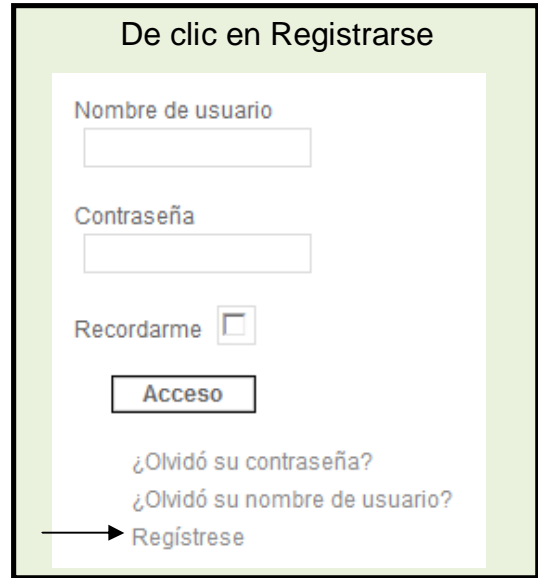 De clic en Registrarse
Nombre de usuario
Contraseña
Recordarme
Acceso
¿Olvidó su contraseña?
¿Olvidó su nombre de usuario?
Regístrese